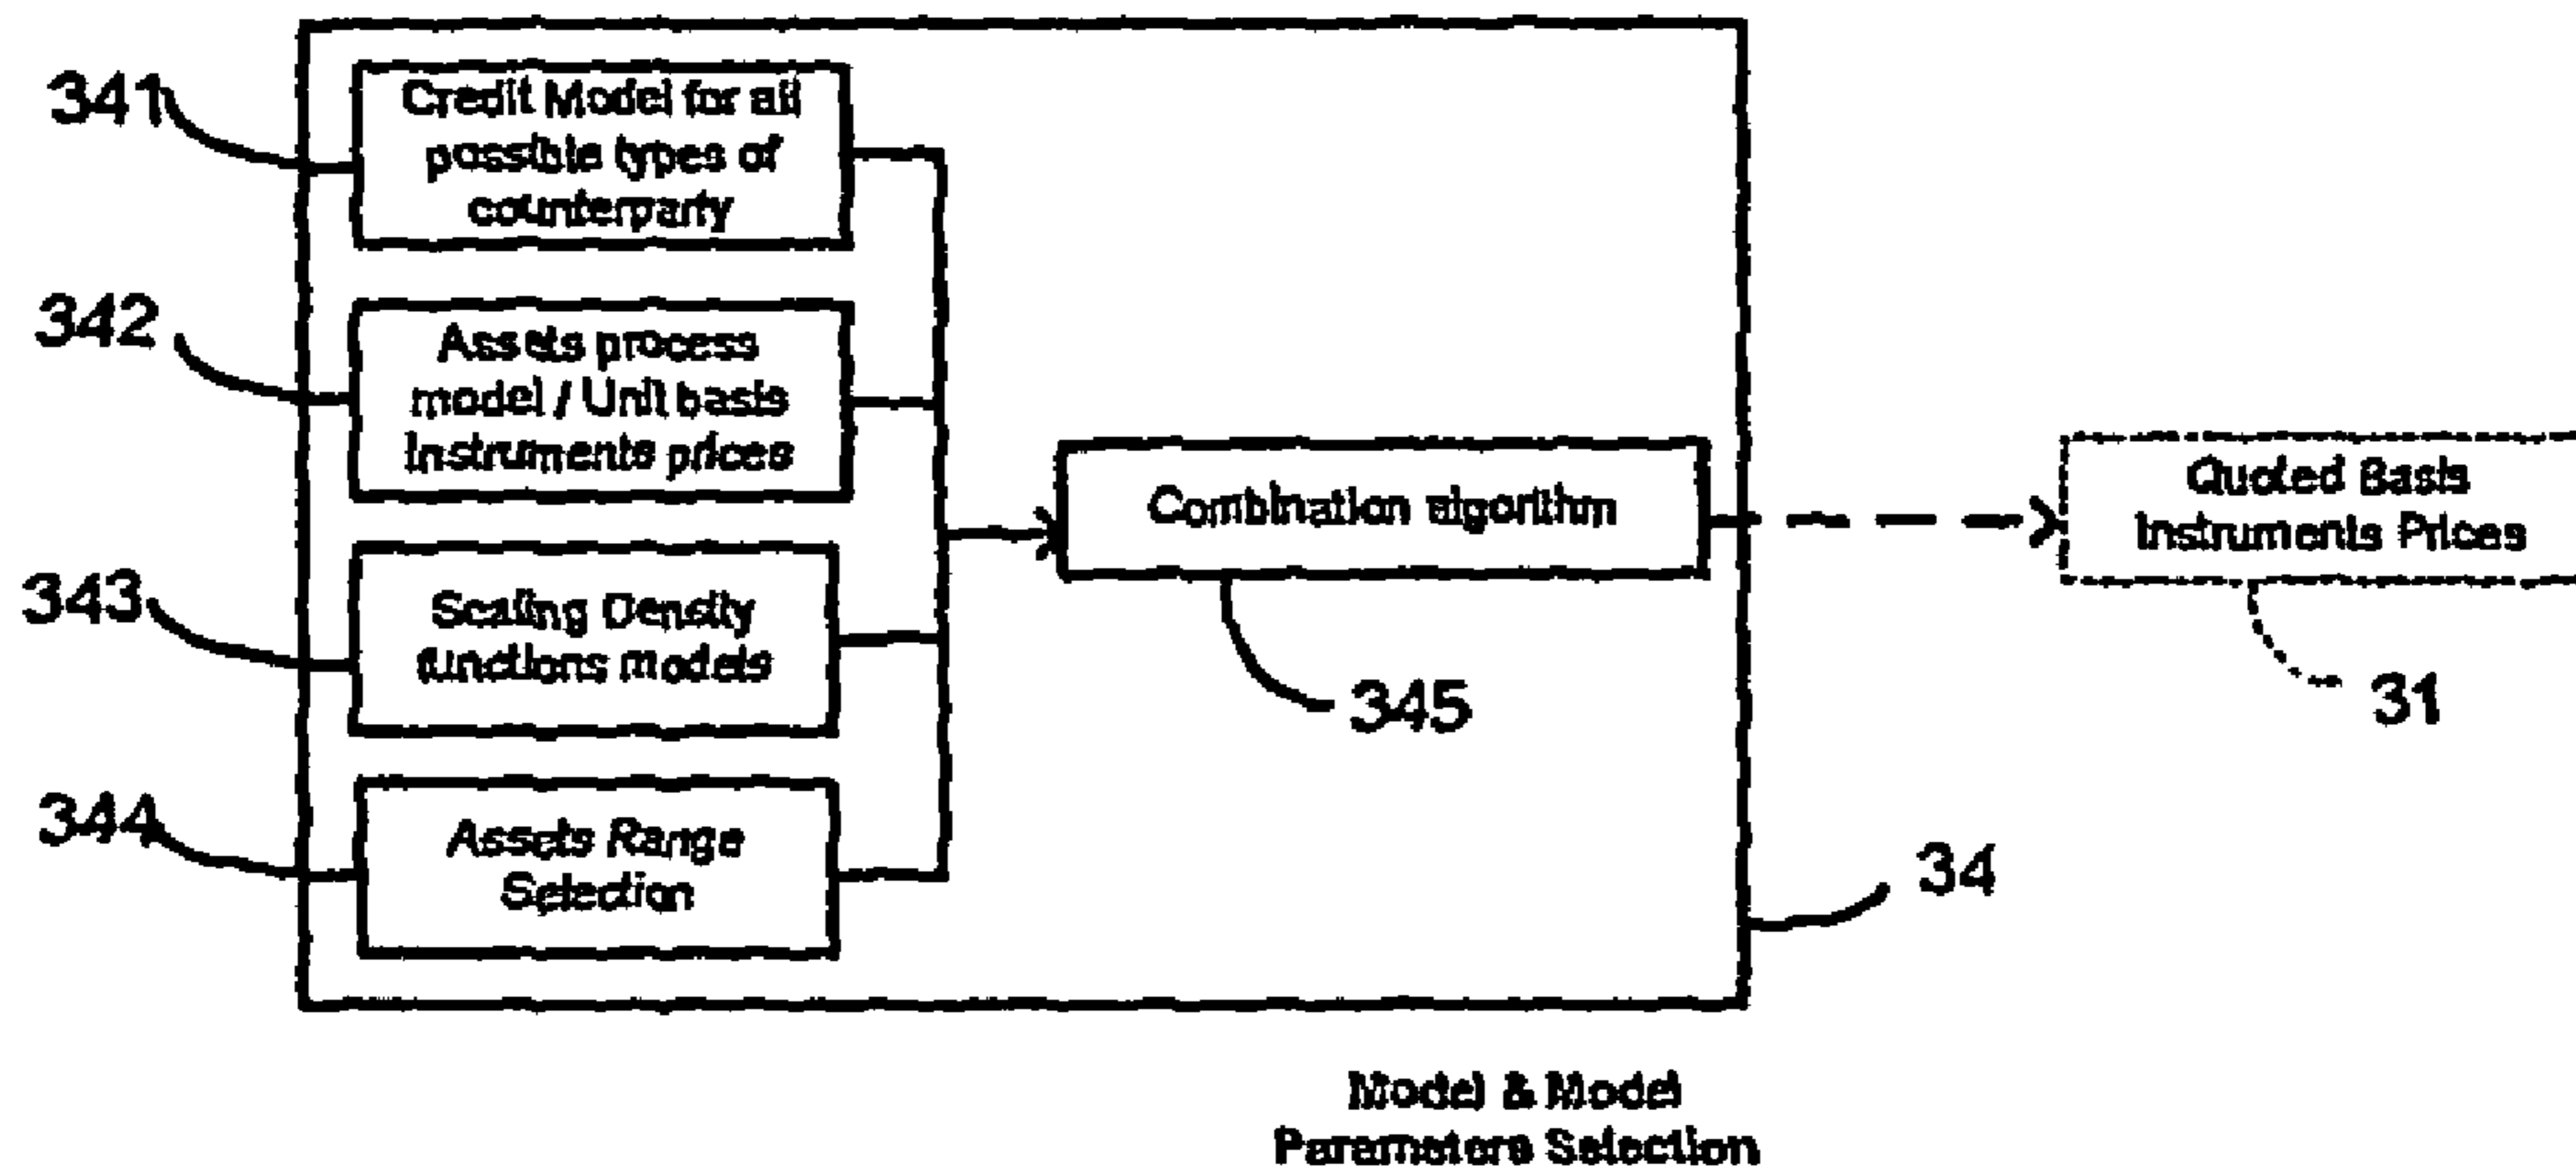 341
Credit Model for all
possible types of
counterparty
342
Assets process
model / Unit basis
Instruments prices
343
Scaling Density
functions models
344
Assets Range
Selection
Combination algorithm
345
Quoted Basis
Instruments Prices
31
34
Model & Model
Parameters Selection